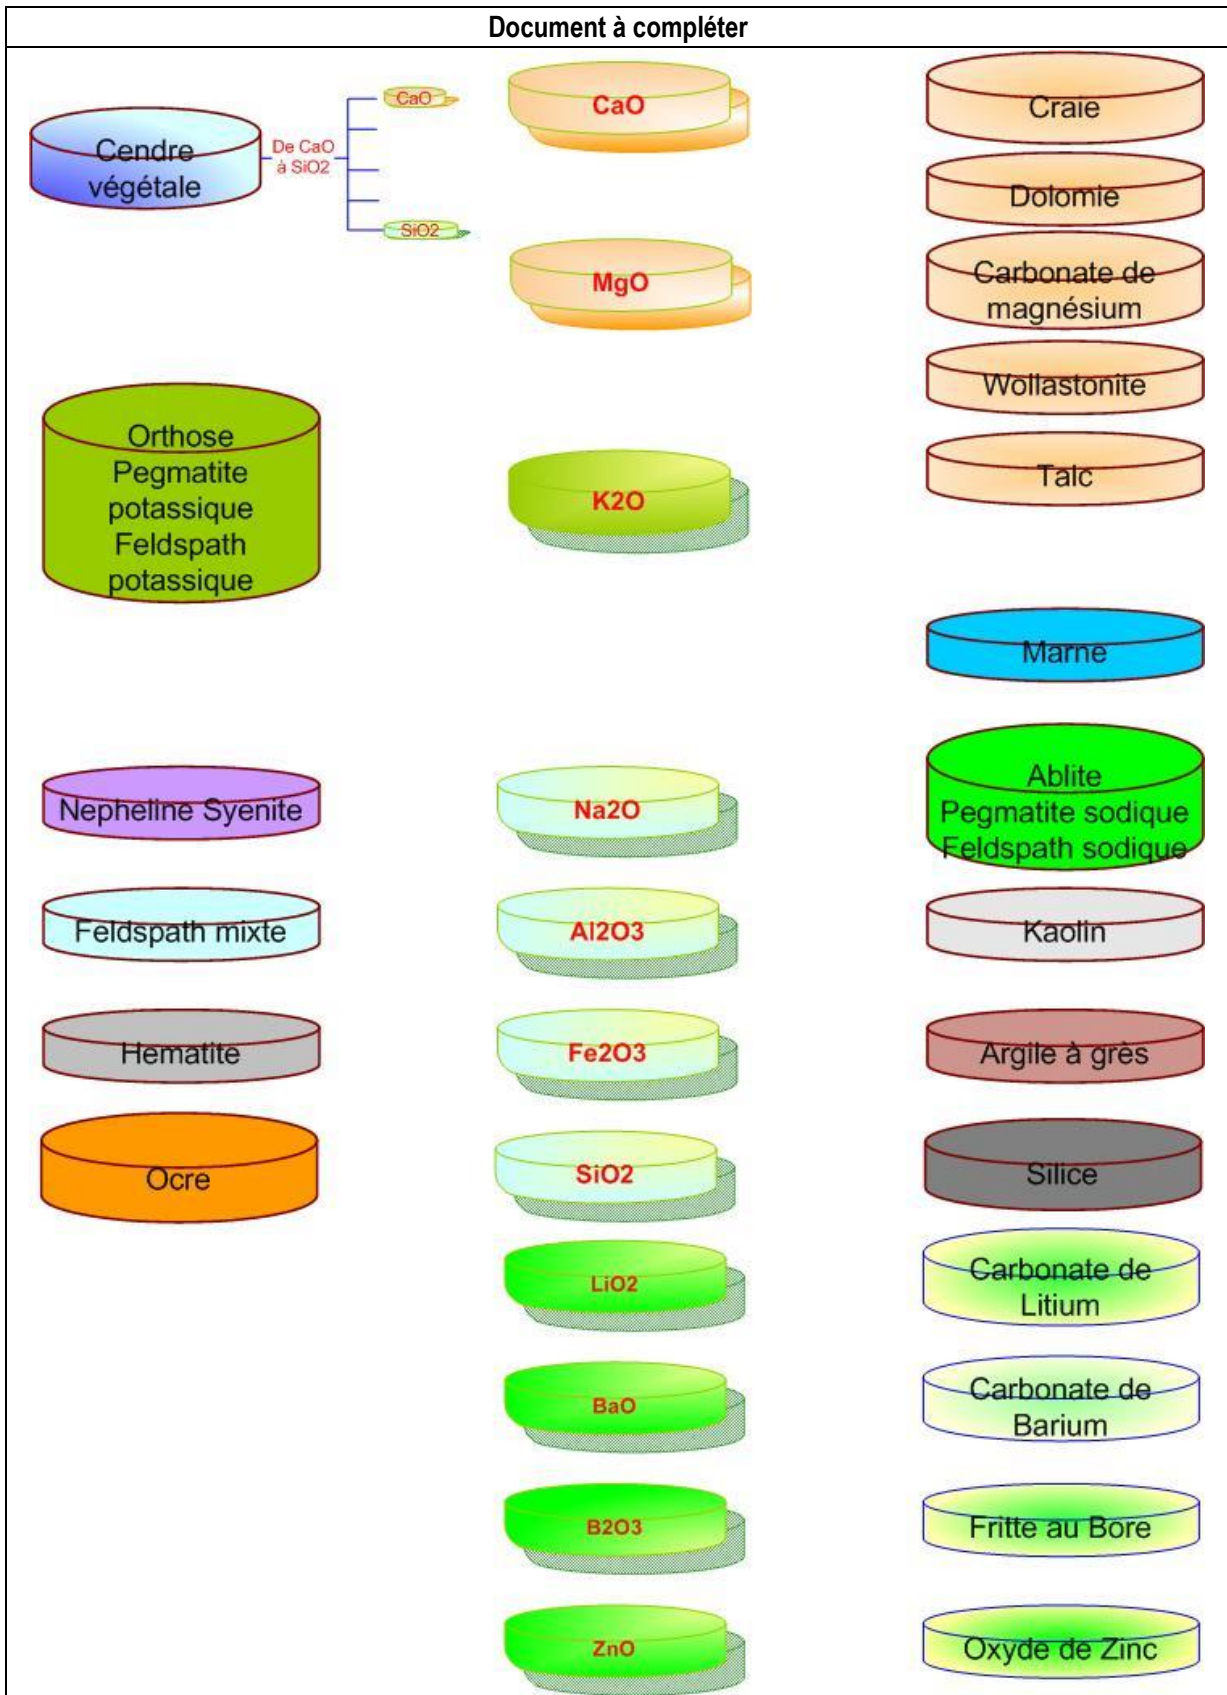 Document à compléter
CaO
CaO
Craie
Cendre
végétale
De CaO
à SiO2
SiO2
Dolomie
MgO
Carbonate de
magnésium
Wollastonite
Orthose
Pegmatite
potassique
Feldspath
potassique
K2O
Talc
Marne
Nepheline Syenite
Na2O
Ablite
Pegmatite sodique
Feldspath sodique
Feldspath mixte
Al2O3
Kaolin
Hematite
Fe2O3
Argile à grès
Ocre
SiO2
Silice
LiO2
Carbonate de
Litium
BaO
Carbonate de
Barium
B2O3
Fritte au Bore
ZnO
Oxyde de Zinc